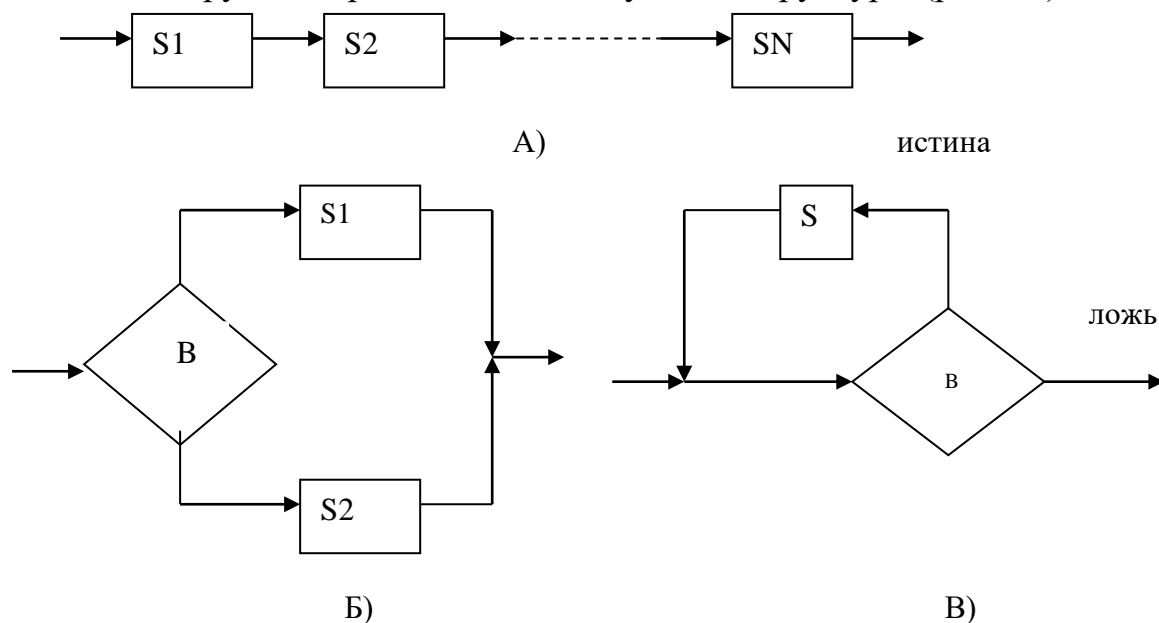 S1 S2 SN
А) истина
S1 S
ложь
В в
S2
Б) В)